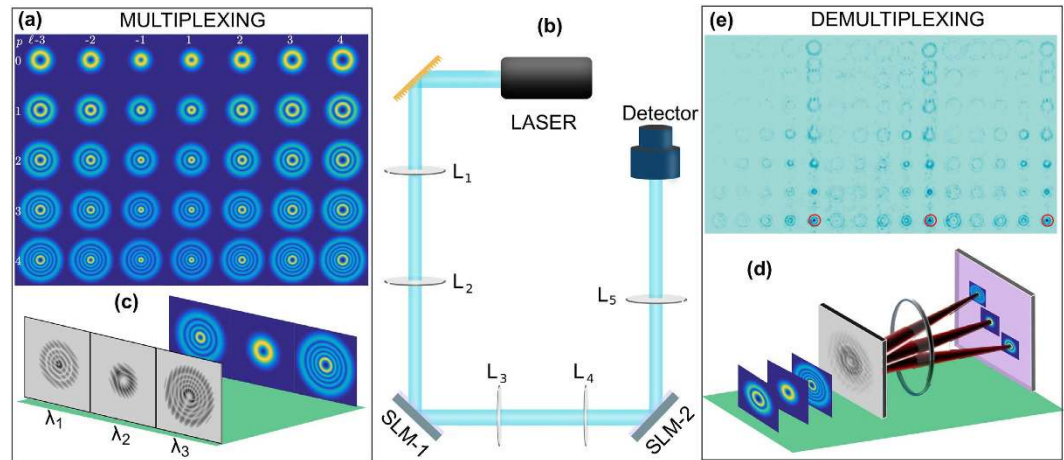 (a) MULTIPLEXING
p ℓ-3 -2 -1 1 2 3 4
0
1
2
3
4
(c)
λ1
λ2
λ3
(b)
LASER
Detector
L1
L2
L3
L4
L5
SLM-1
SLM-2
(e) DEMULTIPLEXING
(d)